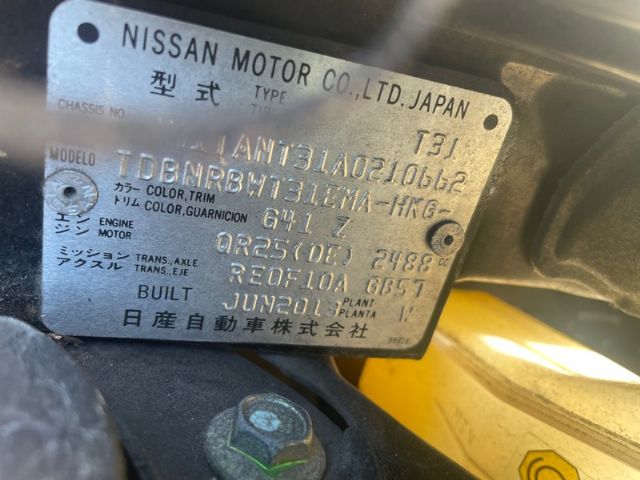 NISSAN MOTOR CO.,LTD. JAPAN
型式 TYPE T31
CHASSIS NO TANT31A0210662
MODELO TDBNRBWT31EMA-HKG-
カラー トリム COLOR,TRIM COLOR,GUARNICION G41 Z
エンジン ENGINE MOTOR QR25(DE) 2488 CC
ミッション アクスル TRANS.,AXLE TRANS.,EJE RE0F10A GB57
BUILT JUN2013 PLANT PLANTA W
日産自動車株式会社